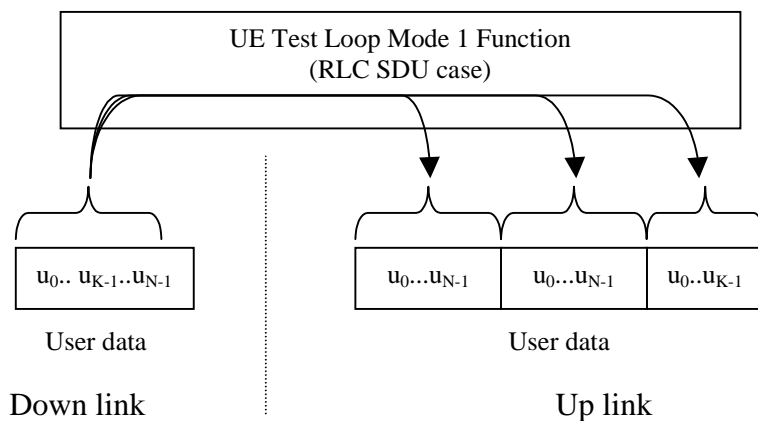 UE Test Loop Mode 1 Function
(RLC SDU case)
u0.. uK-1..uN-1
u0...uN-1
u0...uN-1
u0..uK-1
User data
User data
Down link
Up link